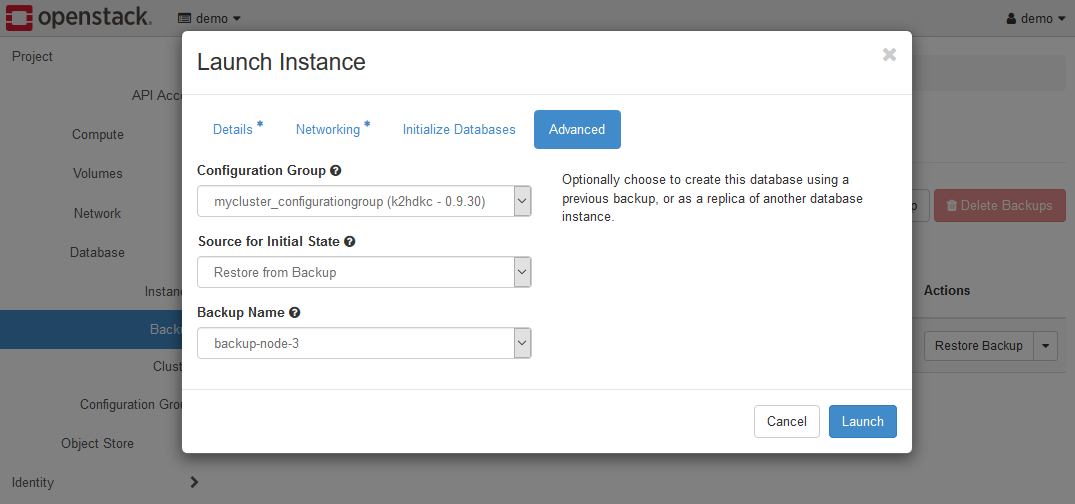 openstack.
demo
demo
Project
API Acc
Compute
Volumes
Network
Database
Instan
Back
Clust
Configuration Grou
Object Store
Identity
Launch Instance
Details *
Networking *
Initialize Databases
Advanced
Configuration Group
mycluster_configurationgroup (k2hdkc - 0.9.30)
Source for Initial State
Restore from Backup
Backup Name
backup-node-3
Optionally choose to create this database using a
previous backup, or as a replica of another database
instance.
Cancel
Launch
p
Delete Backups
Actions
Restore Backup